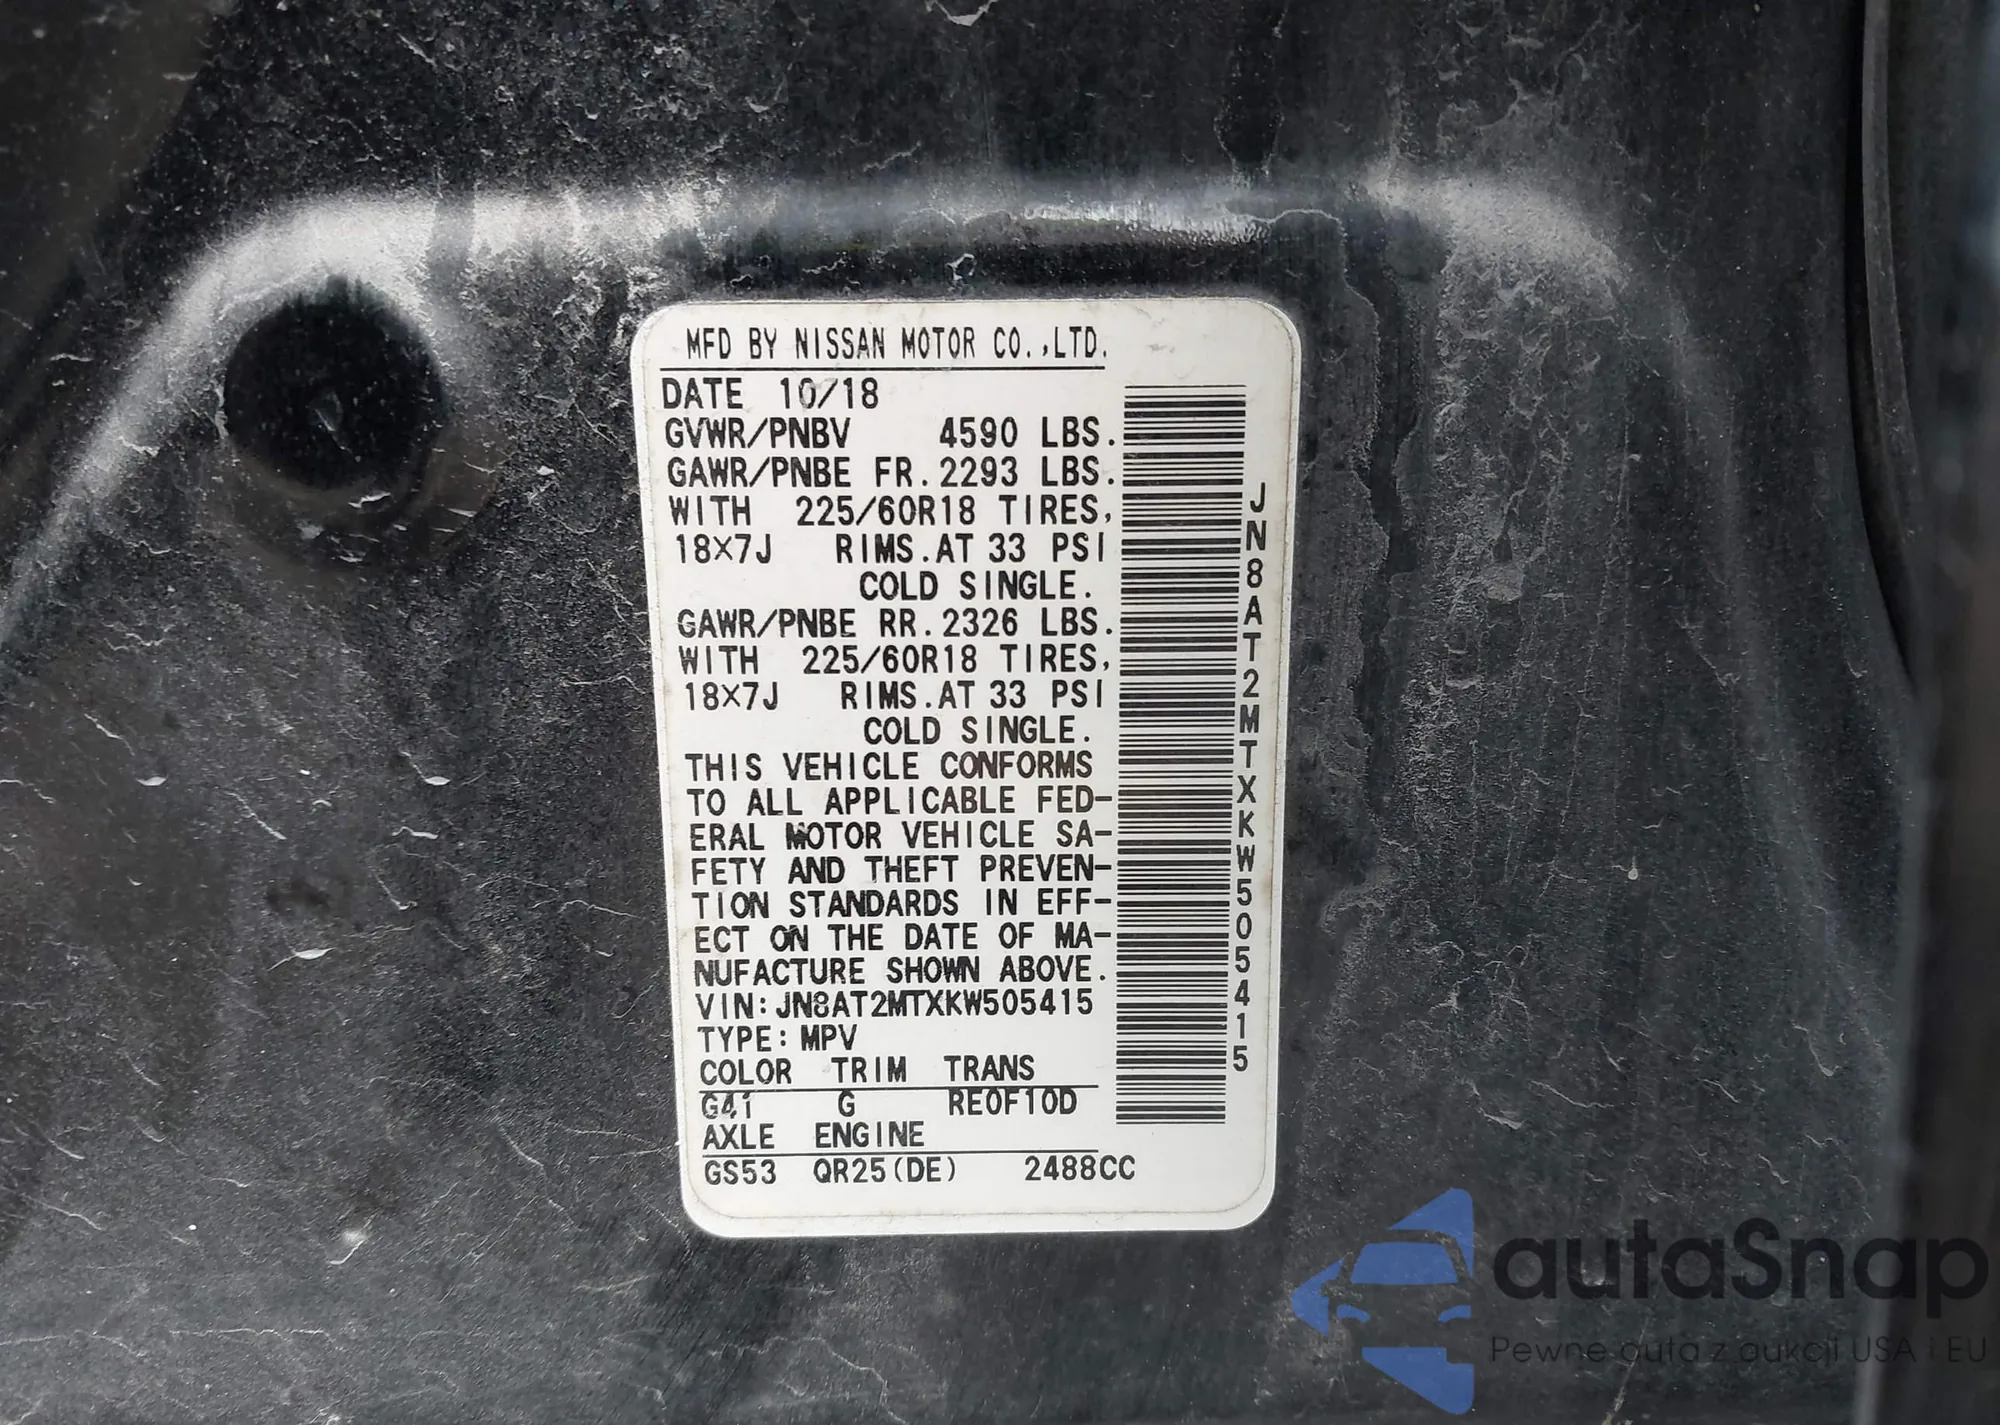 MFD BY NISSAN MOTOR CO.,LTD.
DATE 10/18
GVWR/PNBV 4590 LBS.
GAWR/PNBE FR. 2293 LBS.
WITH 225/60R18 TIRES,
18×7J RIMS. AT 33 PSI
COLD SINGLE.
GAWR/PNBE RR. 2326 LBS.
WITH 225/60R18 TIRES,
18×7J RIMS. AT 33 PSI
COLD SINGLE.
THIS VEHICLE CONFORMS
TO ALL APPLICABLE FED-
ERAL MOTOR VEHICLE SA-
FETY AND THEFT PREVEN-
TION STANDARDS IN EFF-
ECT ON THE DATE OF MA-
NUFACTURE SHOWN ABOVE.
VIN: JN8AT2MTXKW505415
TYPE: MPV
COLOR TRIM TRANS
G41 G RE0F10D
AXLE ENGINE
GS53 QR25(DE) 2488CC
JN8AT2MTXKW505415
autaSnap
Pewne auta z aukcji USA i EU